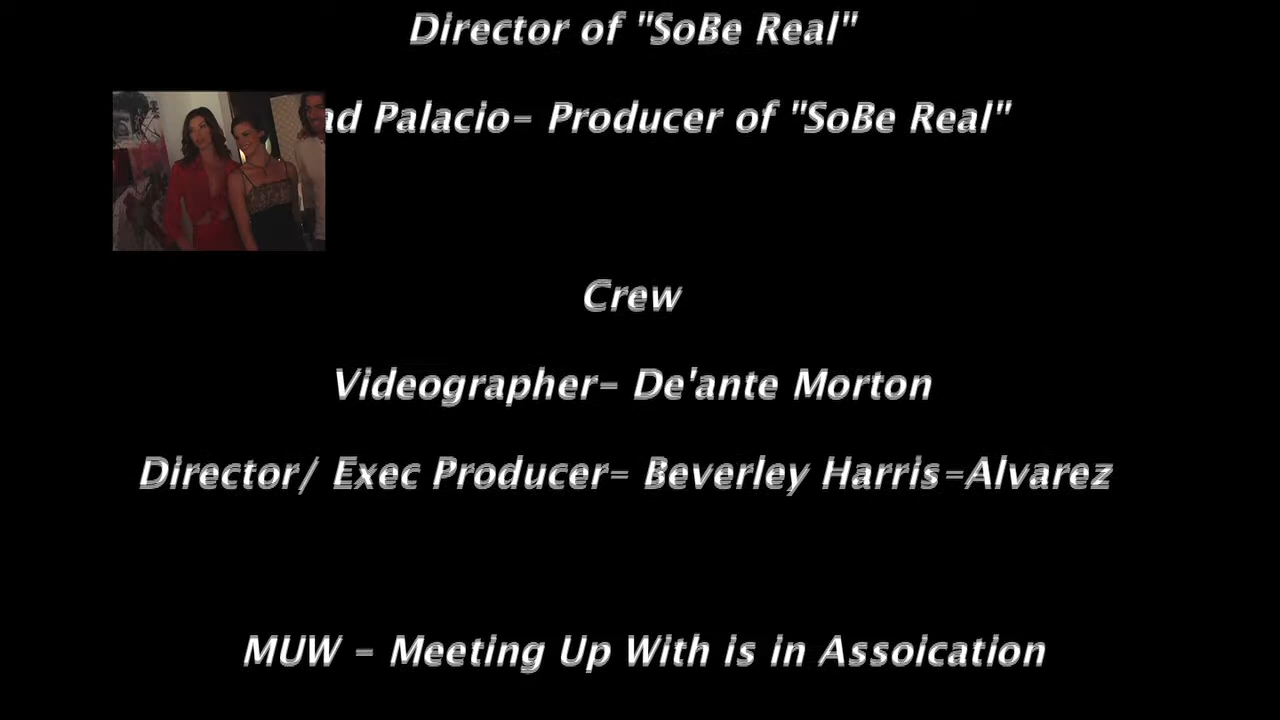 Director of "SoBe Real"
Palacio- Producer of "SoBe Real"
Crew
Videographer- De'ante Morton
Director/ Exec Producer- Beverley Harris-Alvarez
MUW - Meeting Up With is in Assoication